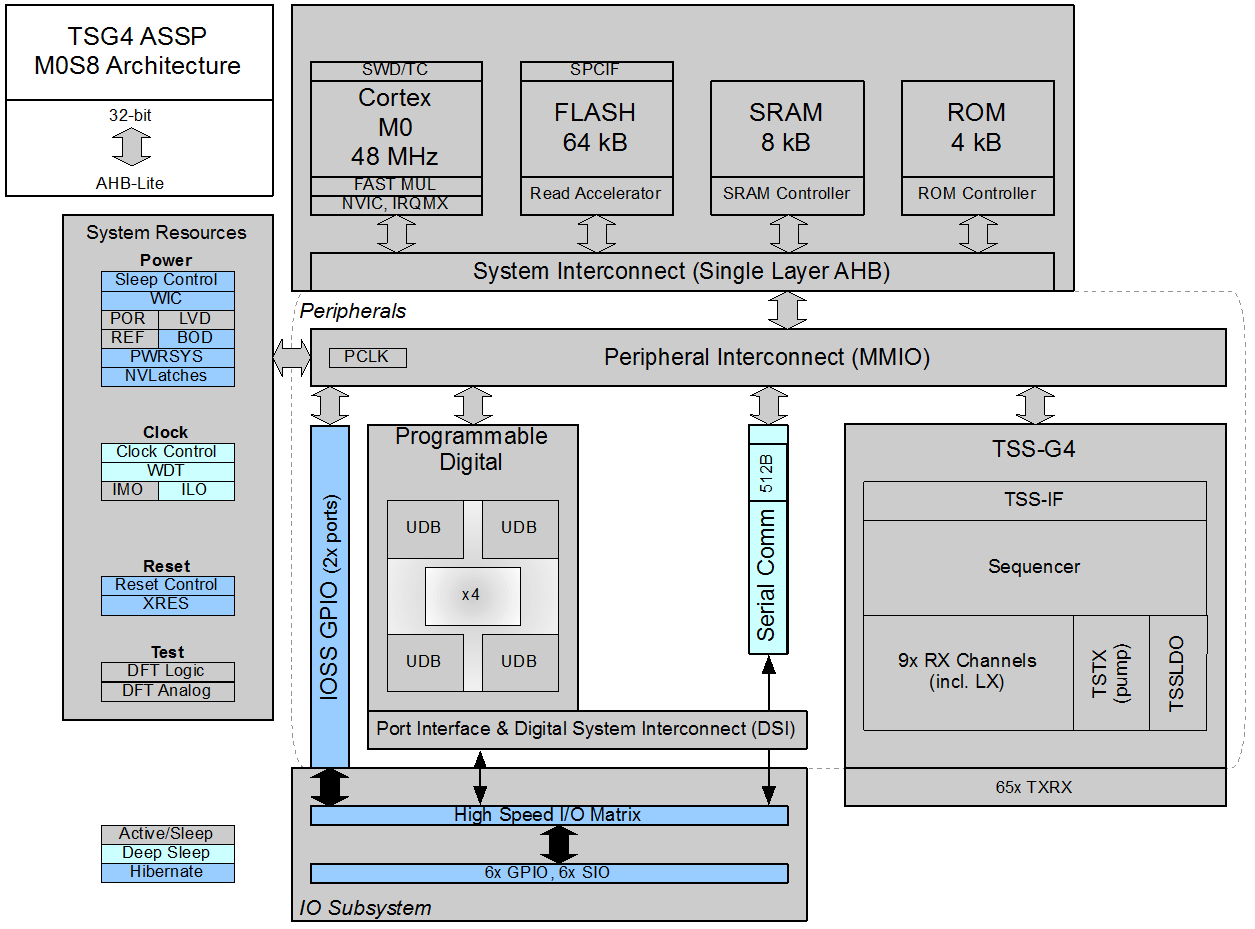 TSG4 ASSP
M0S8 Architecture
32-bit
AHB-Lite
SWD/TC
Cortex
M0
48 MHz
FAST MUL
NVIC, IRQMX
SPCIF
FLASH
64 kB
Read Accelerator
SRAM
8 kB
SRAM Controller
ROM
4 kB
ROM Controller
System Interconnect (Single Layer AHB)
System Resources
Power
Sleep Control
WIC
POR LVD
REF BOD
PWRSYS
NVLatches
Clock
Clock Control
WDT
IMO ILO
Reset
Reset Control
XRES
Test
DFT Logic
DFT Analog
Peripherals
PCLK
Peripheral Interconnect (MMIO)
IOSS GPIO (2x ports)
Programmable
Digital
UDB UDB
x4
UDB UDB
Port Interface & Digital System Interconnect (DSI)
512B
Serial Comm
TSS-G4
TSS-IF
Sequencer
9x RX Channels
(incl. LX)
TSTX
(pump)
TSSLDO
65x TXRX
High Speed I/O Matrix
6x GPIO, 6x SIO
IO Subsystem
Active/Sleep
Deep Sleep
Hibernate